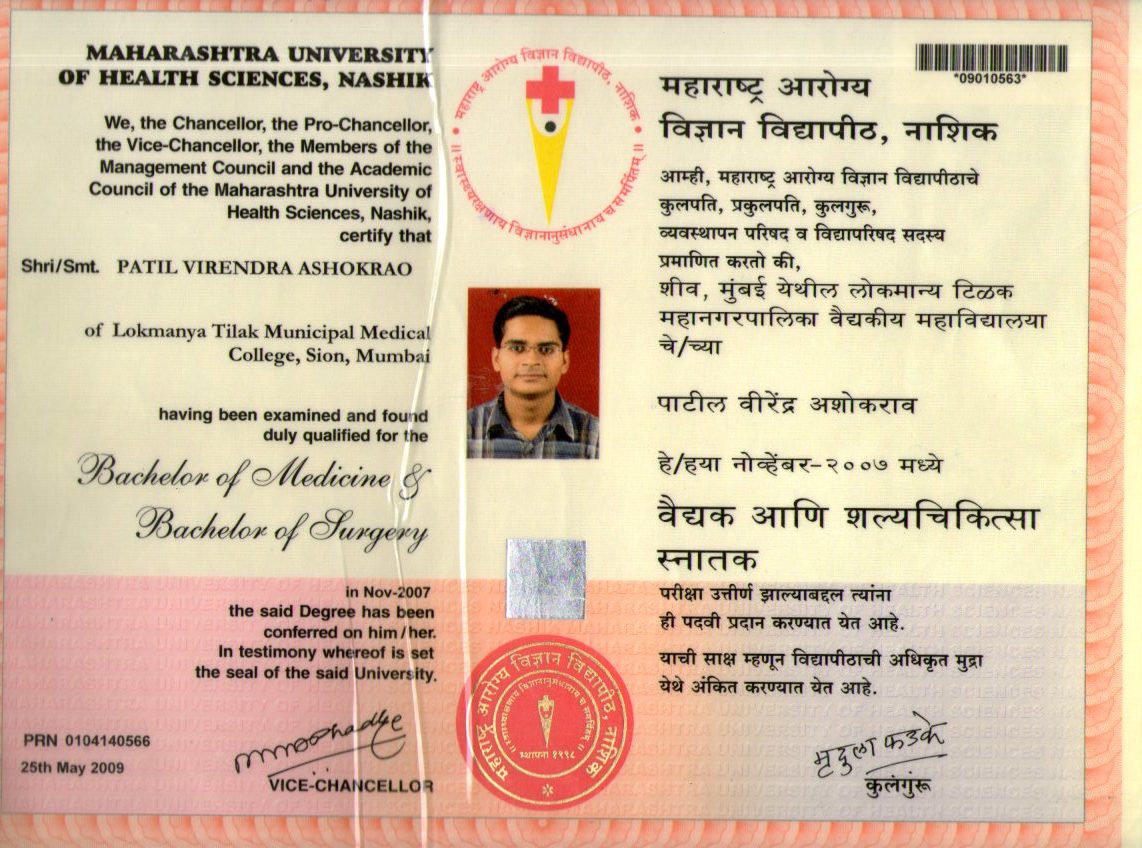 MAHARASHTRA UNIVERSITY
OF HEALTH SCIENCES, NASHIK
We, the Chancellor, the Pro-Chancellor,
the Vice-Chancellor, the Members of the
Management Council and the Academic
Council of the Maharashtra University of
Health Sciences, Nashik,
certify that
Shri/Smt. PATIL VIRENDRA ASHOKRAO
of Lokmanya Tilak Municipal Medical
College, Sion, Mumbai
having been examined and found
duly qualified for the
Bachelor of Medicine &
Bachelor of Surgery
in Nov-2007
the said Degree has been
conferred on him/her.
In testimony whereof is set
the seal of the said University.
PRN 0104140566
25th May 2009
VICE-CHANCELLOR
महाराष्ट्र आरोग्य विज्ञान विद्यापीठ, नाशिक
॥ स्वास्थ्यरक्षणाय विज्ञानानुसंधानाय च समर्पितम् ॥
महाराष्ट्र आरोग्य विज्ञान विद्यापीठ, नाशिक
स्थापना १९९८
*09010563*
महाराष्ट्र आरोग्य
विज्ञान विद्यापीठ, नाशिक
आम्ही, महाराष्ट्र आरोग्य विज्ञान विद्यापीठाचे
कुलपति, प्रकुलपति, कुलगुरू,
व्यवस्थापन परिषद व विद्यापरिषद सदस्य
प्रमाणित करतो की,
शीव, मुंबई येथील लोकमान्य टिळक
महानगरपालिका वैद्यकीय महाविद्यालया
चे/च्या
पाटील वीरेंद्र अशोकराव
हे/हया नोव्हेंबर-२००७ मध्ये
वैद्यक आणि शल्यचिकित्सा
स्नातक
परीक्षा उत्तीर्ण झाल्याबद्दल त्यांना
ही पदवी प्रदान करण्यात येत आहे.
याची साक्ष म्हणून विद्यापीठाची अधिकृत मुद्रा
येथे अंकित करण्यात येत आहे.
मृदुला फडके
कुलगुरू